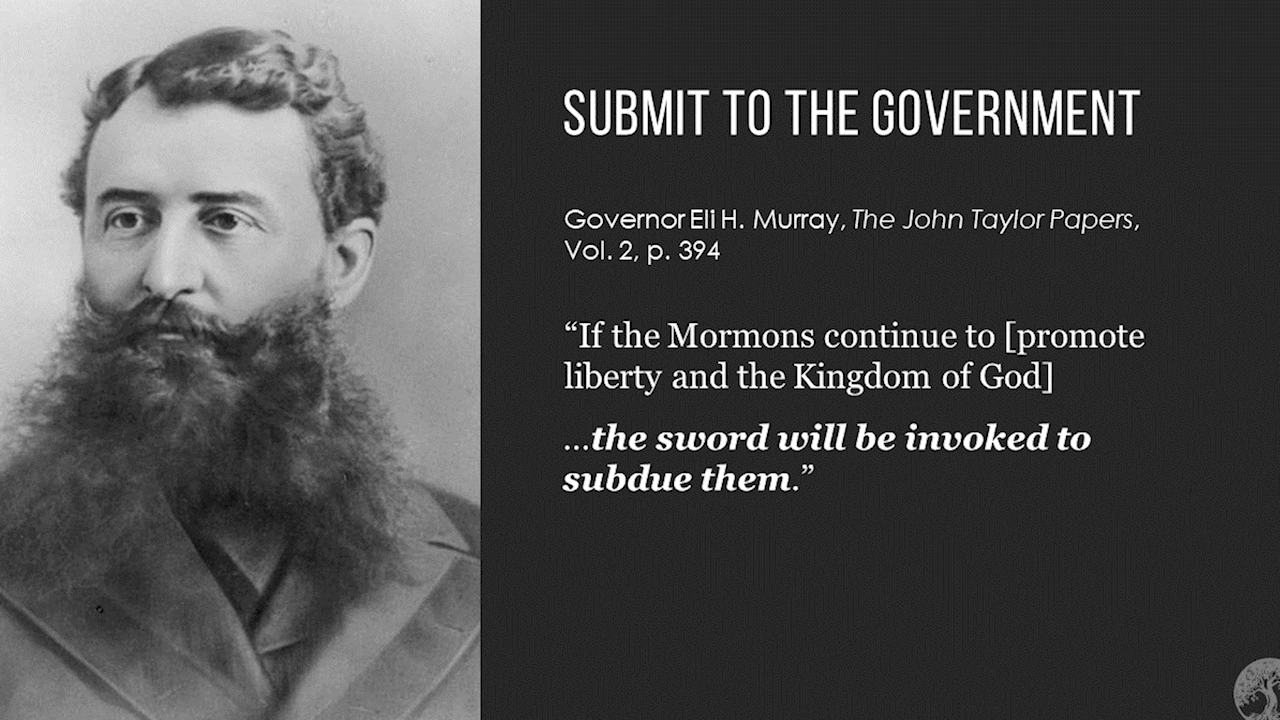 SUBMIT TO THE GOVERNMENT
Governor Eli H. Murray, The John Taylor Papers,
Vol. 2, p. 394
“If the Mormons continue to [promote
liberty and the Kingdom of God]
...the sword will be invoked to
subdue them.”